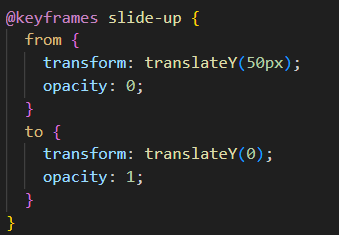 @keyframes slide-up {
  from {
    transform: translateY(50px);
    opacity: 0;
  }
  to {
    transform: translateY(0);
    opacity: 1;
  }
}